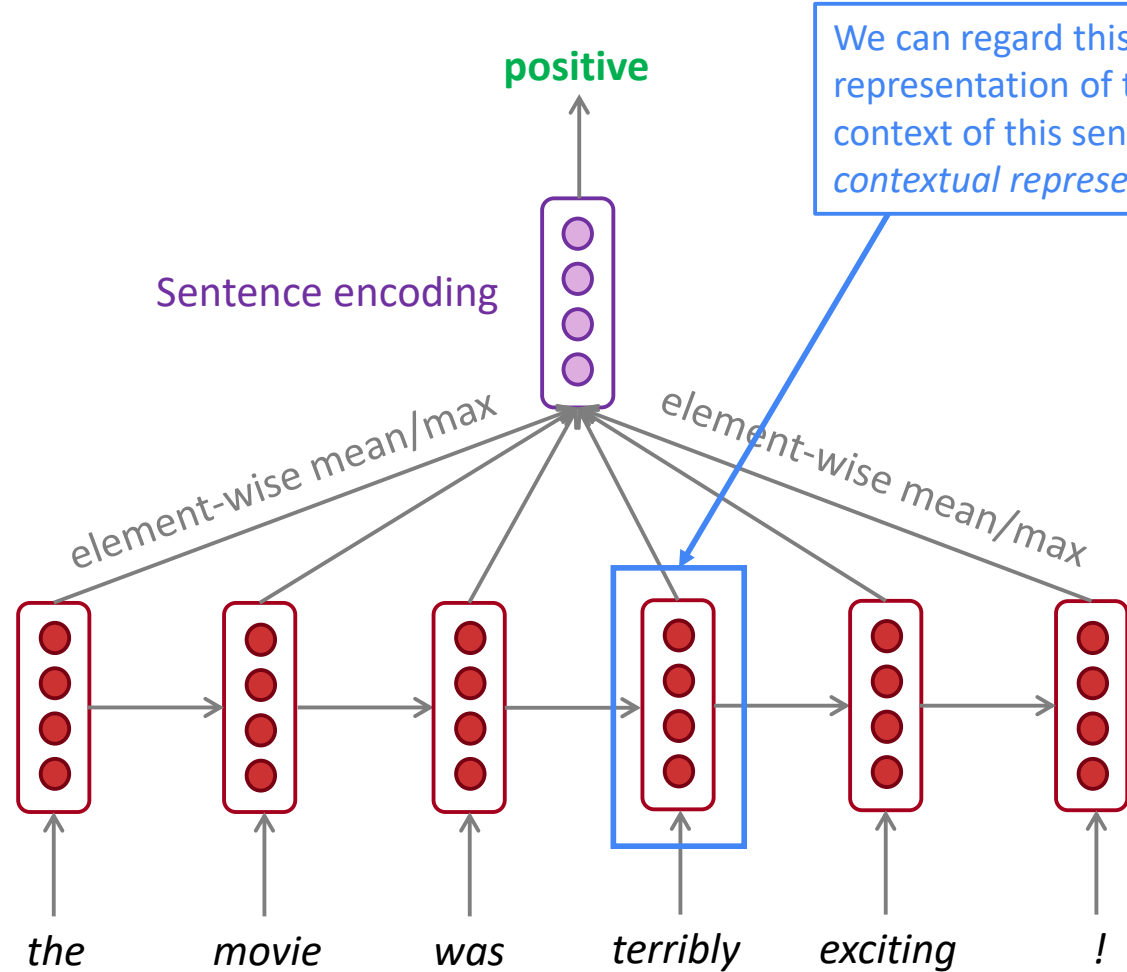 We can regard this
representation of t
context of this sen
contextual represe
positive
Sentence encoding
element-wise mean/max
element-wise mean/max
the movie was terribly exciting !